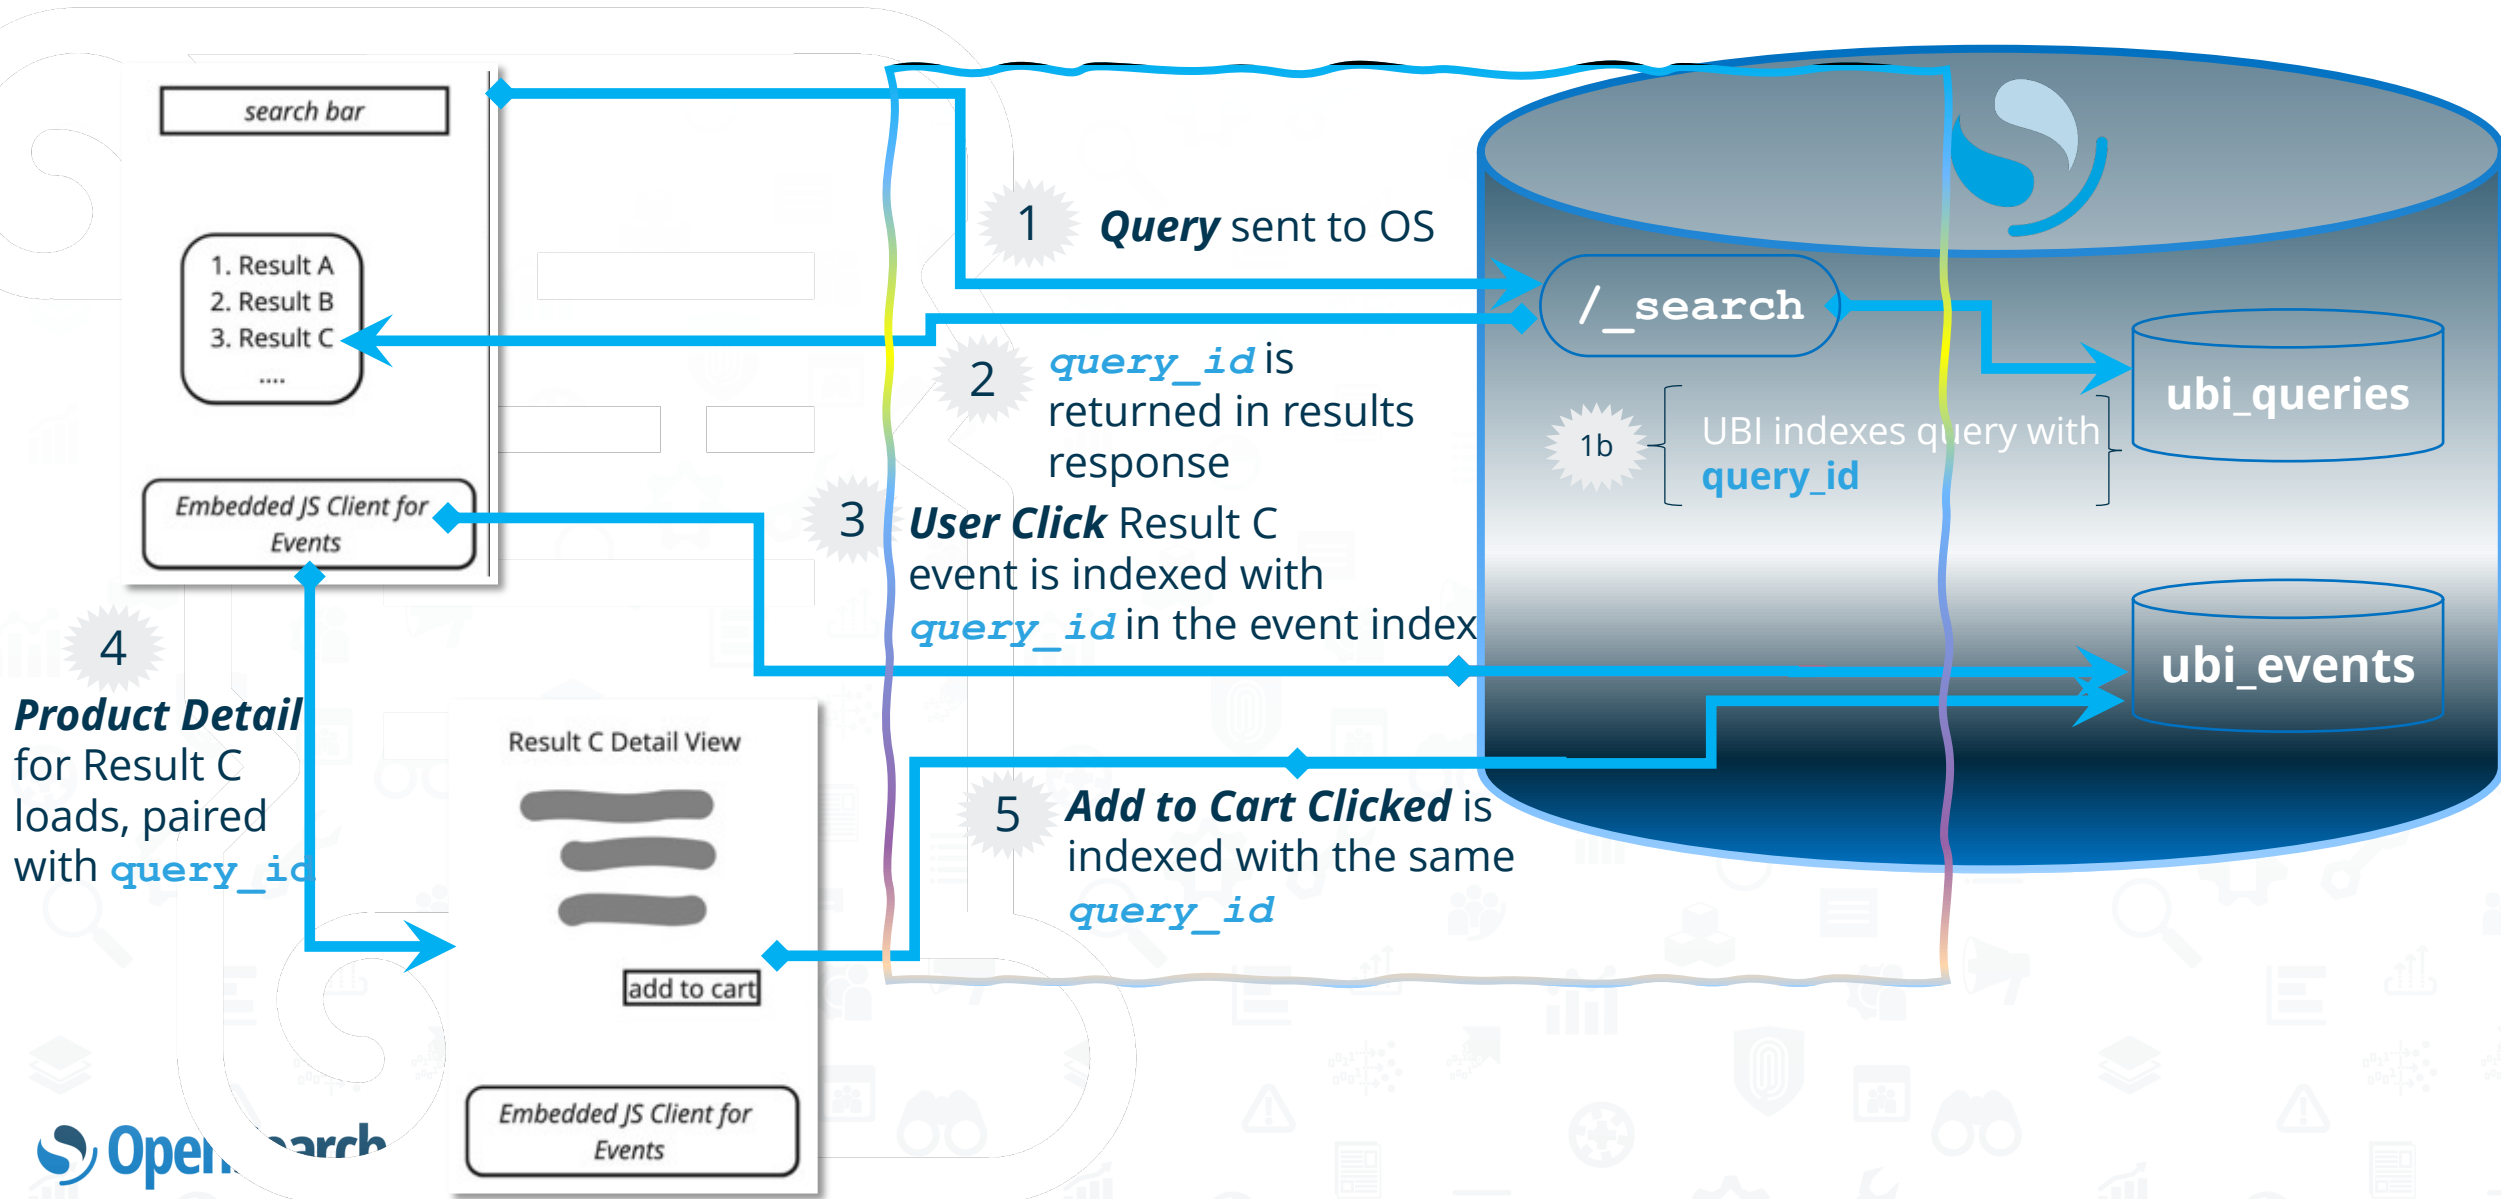 search bar
1. Result A
2. Result B
3. Result C
....
Embedded JS Client for
Events
1
Query sent to OS
/_search
2
query_id is
returned in results
response
1b
UBI indexes query with
query_id
ubi_queries
3
User Click Result C
event is indexed with
query_id in the event index
ubi_events
4
Product Detail
for Result C
loads, paired
with query_id
Result C Detail View
add to cart
Embedded JS Client for
Events
5
Add to Cart Clicked is
indexed with the same
query_id
OpenSearch